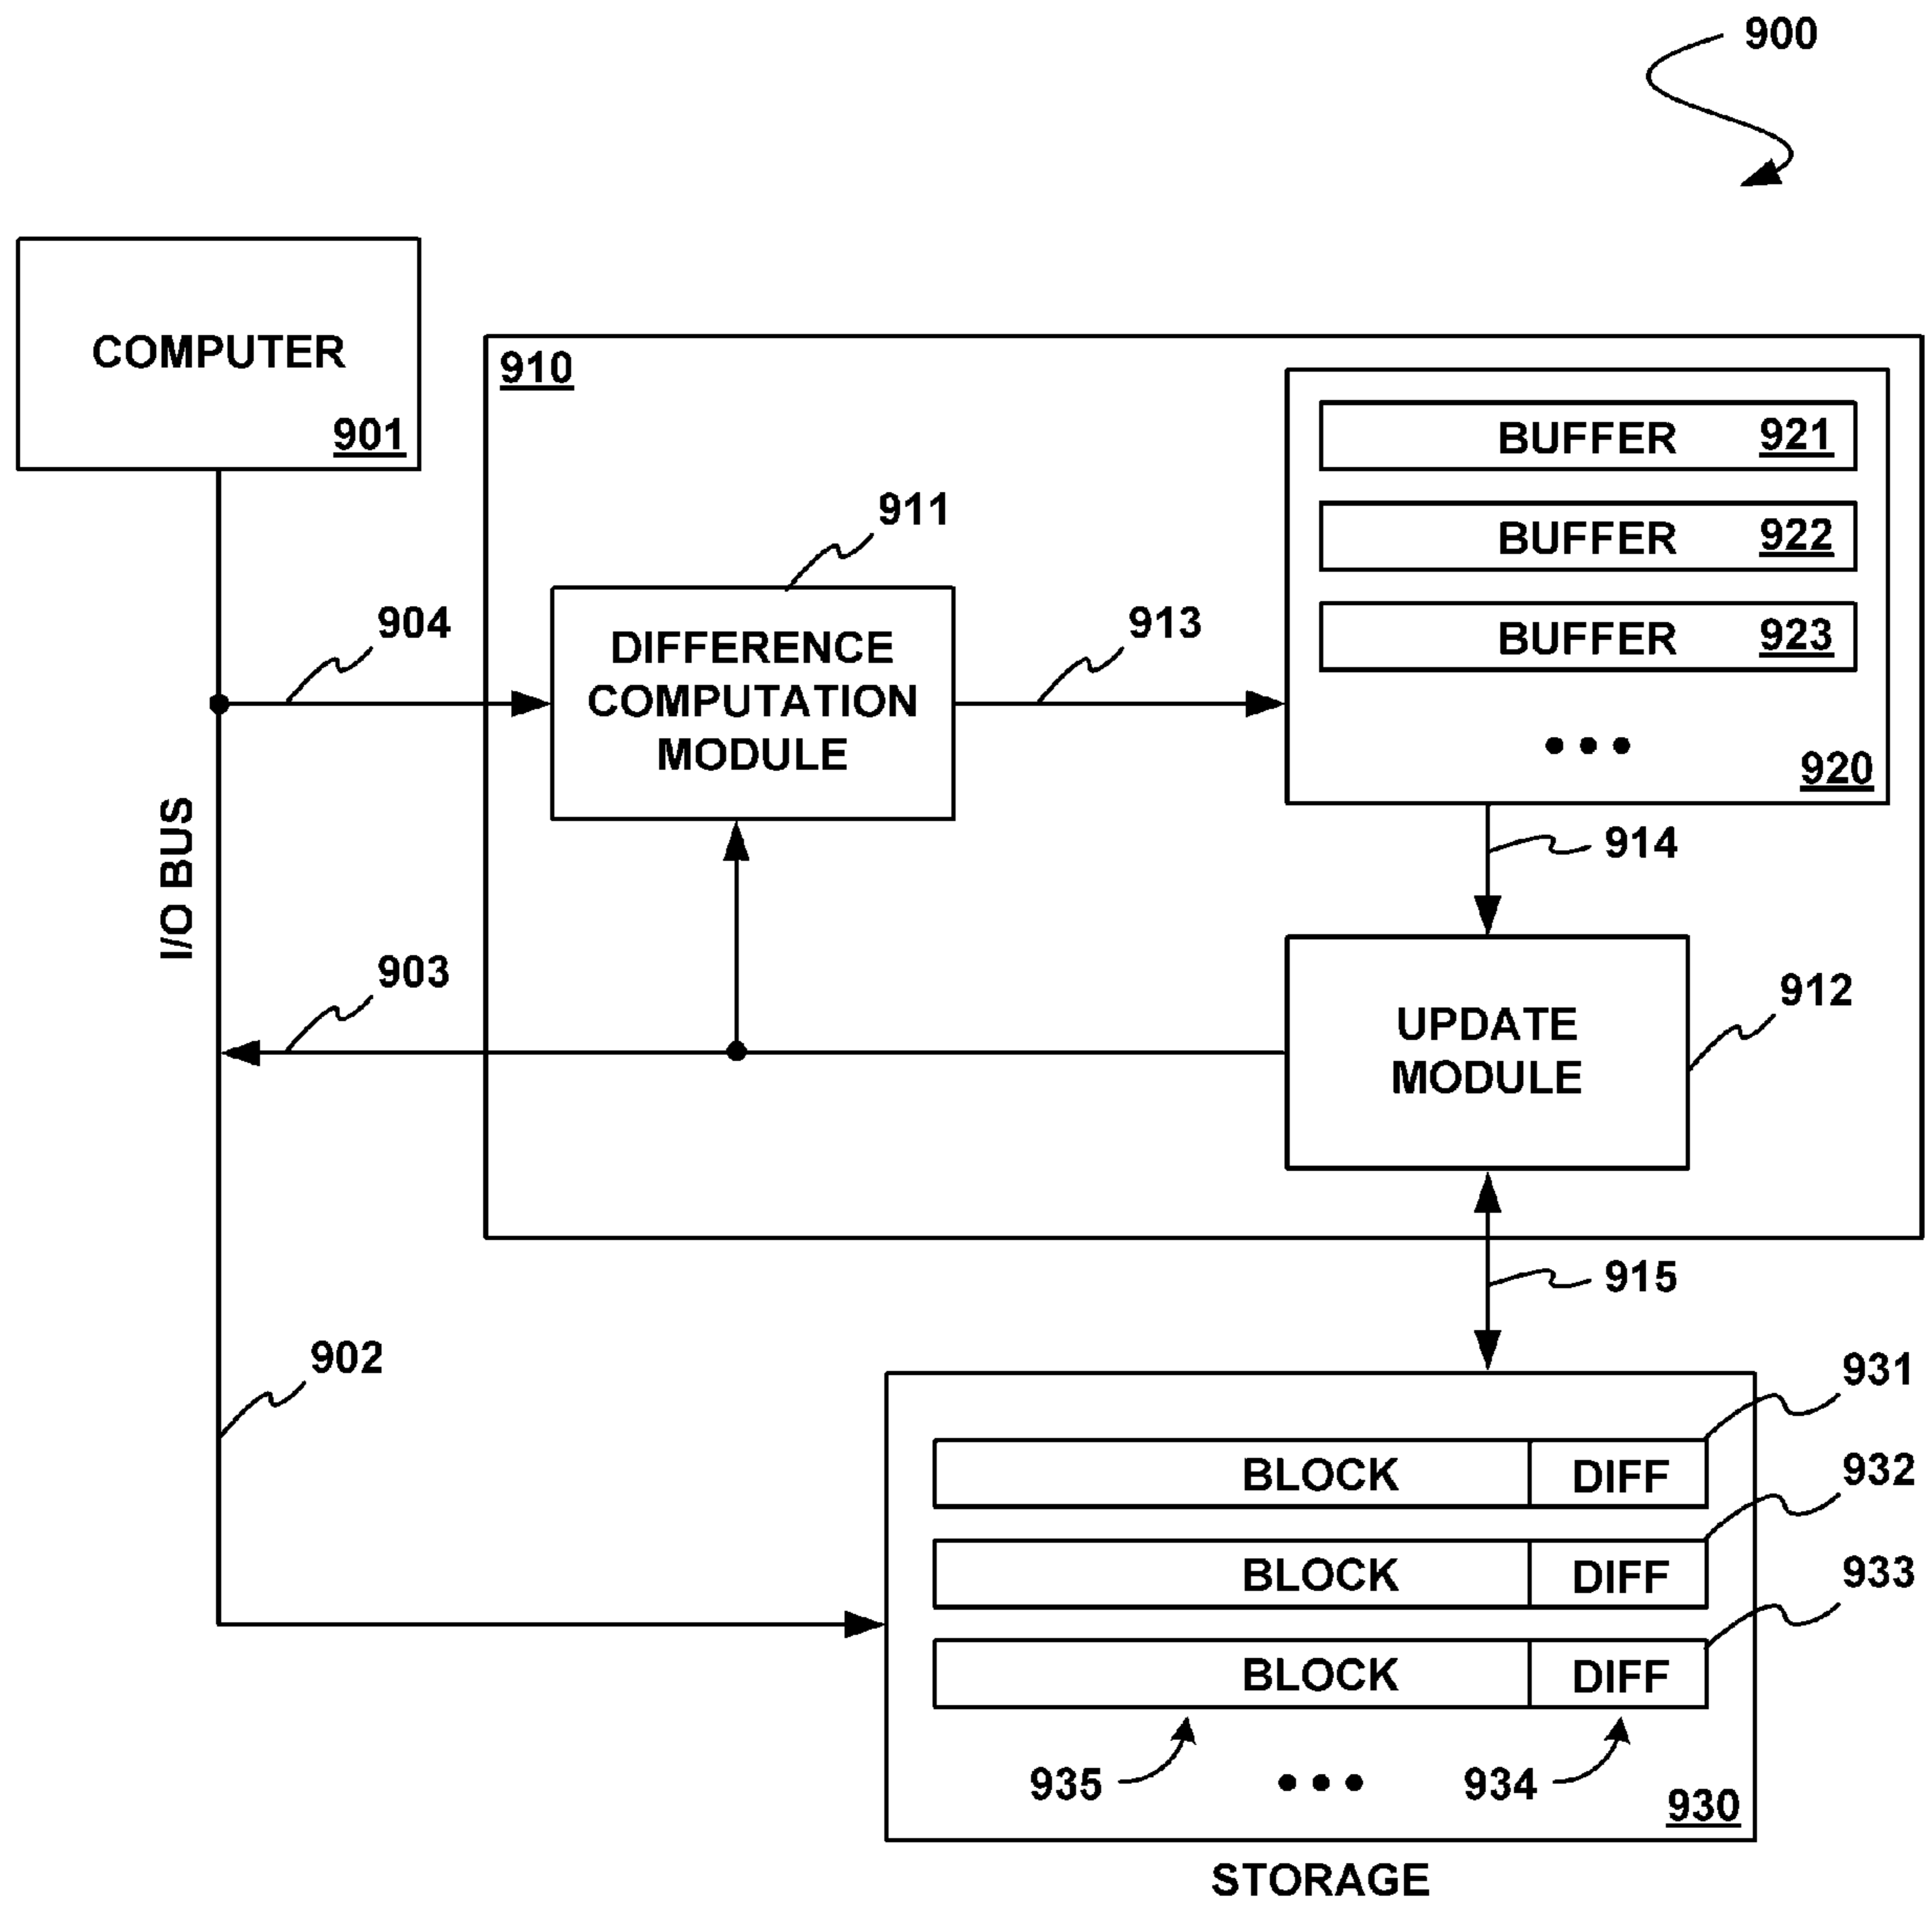 900
COMPUTER
901
910
BUFFER 921
BUFFER 922
BUFFER 923
• • •
920
911
904
DIFFERENCE
COMPUTATION
MODULE
913
I/O BUS
914
903
UPDATE
MODULE
912
915
902
931
BLOCK DIFF
932
BLOCK DIFF
933
BLOCK DIFF
935
• • •
934
930
STORAGE